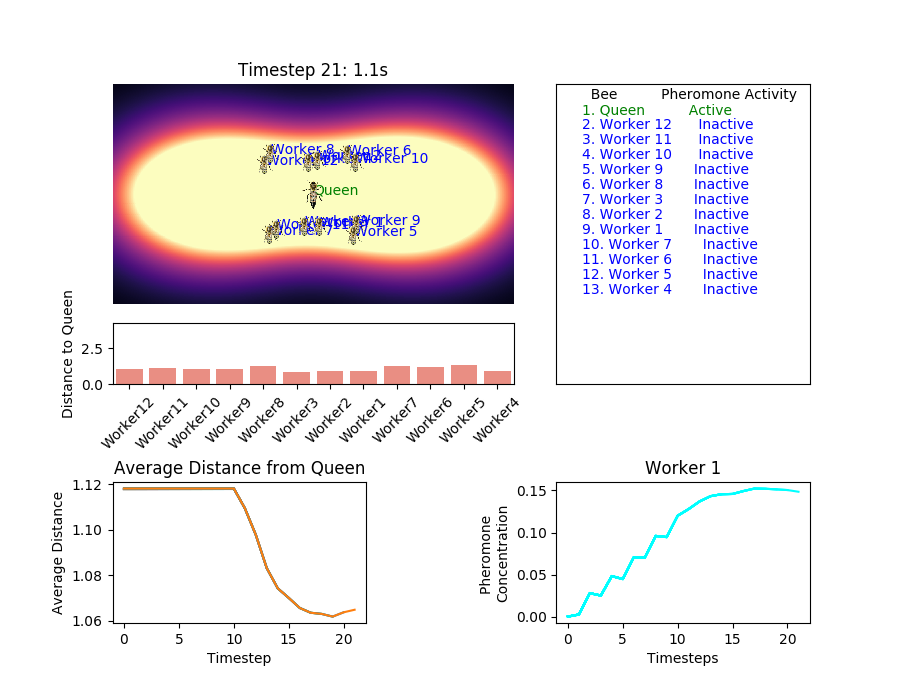 Timestep 21: 1.1s
Worker 8
Worker 6
Worker 10
Queen
Worker 9
Worker 5
Bee Pheromone Activity
1. Queen Active
2. Worker 12 Inactive
3. Worker 11 Inactive
4. Worker 10 Inactive
5. Worker 9 Inactive
6. Worker 8 Inactive
7. Worker 3 Inactive
8. Worker 2 Inactive
9. Worker 1 Inactive
10. Worker 7 Inactive
11. Worker 6 Inactive
12. Worker 5 Inactive
13. Worker 4 Inactive
Distance to Queen
2.5
0.0
Worker12 Worker11 Worker10 Worker9 Worker8 Worker3 Worker2 Worker1 Worker7 Worker6 Worker5 Worker4
Average Distance from Queen
Average Distance
1.12
1.10
1.08
1.06
0 5 10 15 20
Timestep
Worker 1
Pheromone
Concentration
0.15
0.10
0.05
0.00
0 5 10 15 20
Timesteps